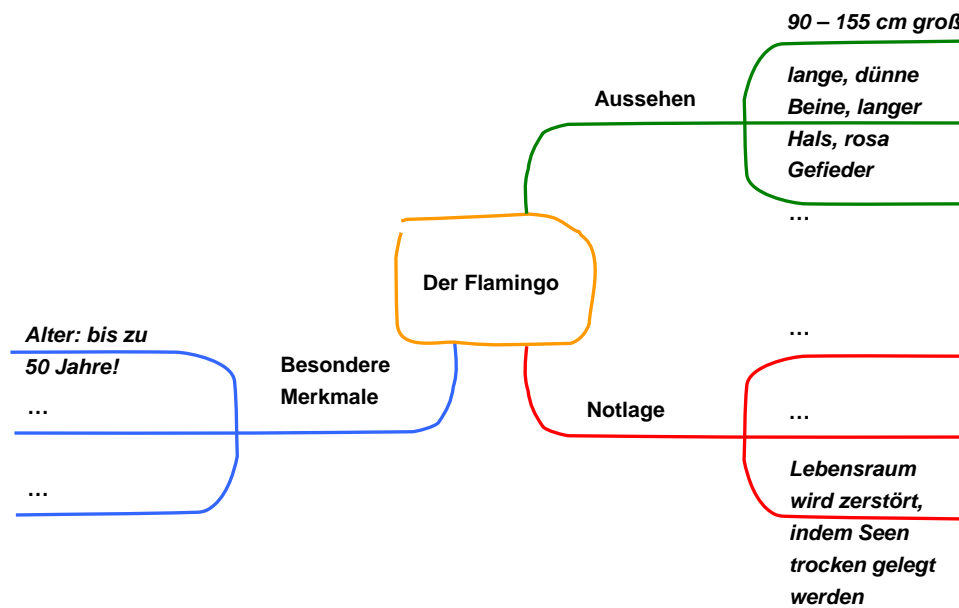 90 – 155 cm groß
lange, dünne
Beine, langer
Hals, rosa
Gefieder
…
Aussehen
Der Flamingo
Alter: bis zu
50 Jahre!
…
…
Besondere
Merkmale
Notlage
…
…
Lebensraum
wird zerstört,
indem Seen
trocken gelegt
werden